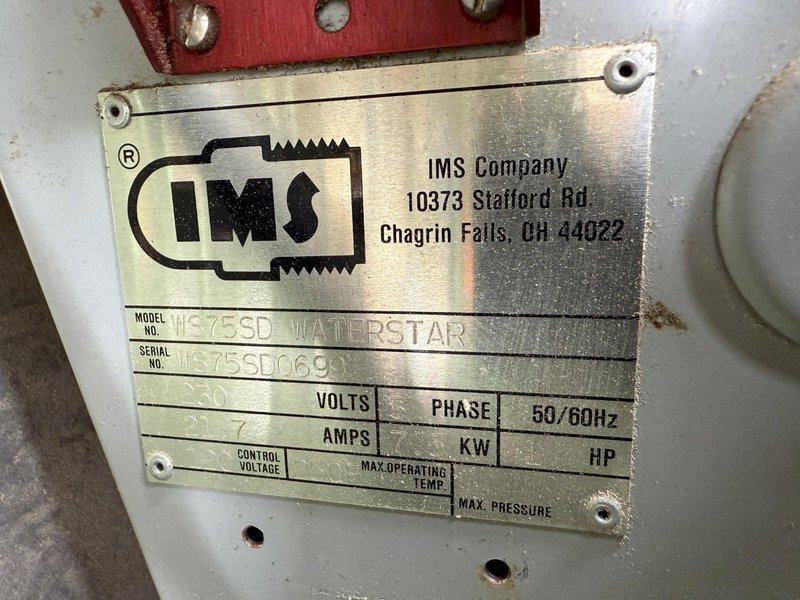 ®
IMS
IMS Company
10373 Stafford Rd.
Chagrin Falls, OH 44022
MODEL NO. WS75SD WATERSTAR
SERIAL NO. WS75SD0699
230 VOLTS PHASE 50/60Hz
21.7 AMPS KW HP
CONTROL VOLTAGE MAX.OPERATING TEMP. MAX. PRESSURE